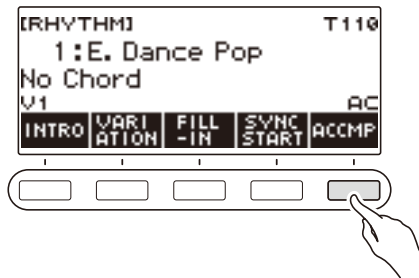 [RHYTHM] T110
1:E. Dance Pop
No Chord
V1 AC
INTRO VARI ATION FILL -IN SYNC START ACCMP